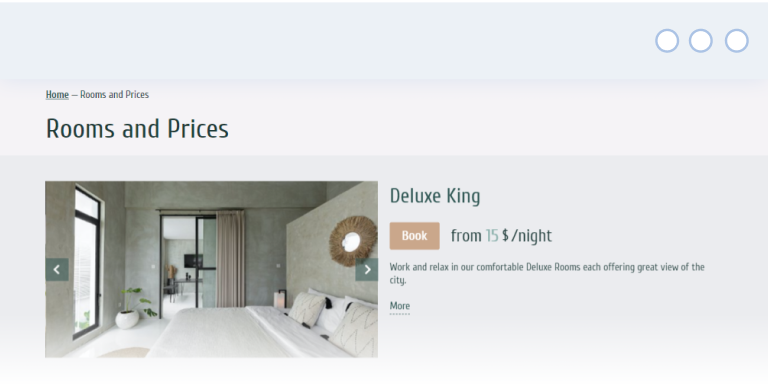 Home — Rooms and Prices
Rooms and Prices
Deluxe King
Book from 15 $ /night
Work and relax in our comfortable Deluxe Rooms each offering great view of the
city.
More